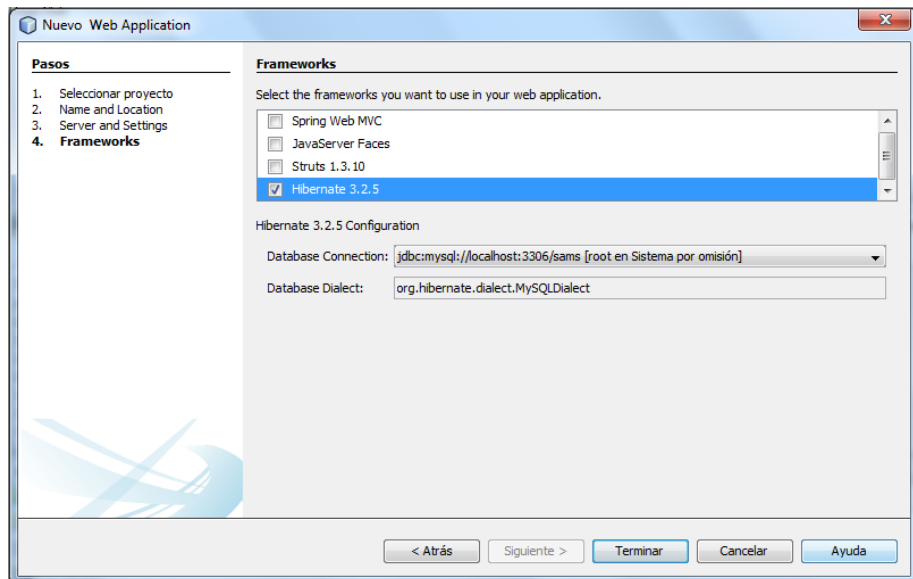 Nuevo Web Application
Pasos
1. Seleccionar proyecto
2. Name and Location
3. Server and Settings
4. Frameworks
Frameworks
Select the frameworks you want to use in your web application.
Spring Web MVC
JavaServer Faces
Struts 1.3.10
Hibernate 3.2.5
Hibernate 3.2.5 Configuration
Database Connection: jdbc:mysql://localhost:3306/sams [root en Sistema por omisión]
Database Dialect: org.hibernate.dialect.MySQLDialect
< Atrás Siguiente > Terminar Cancelar Ayuda